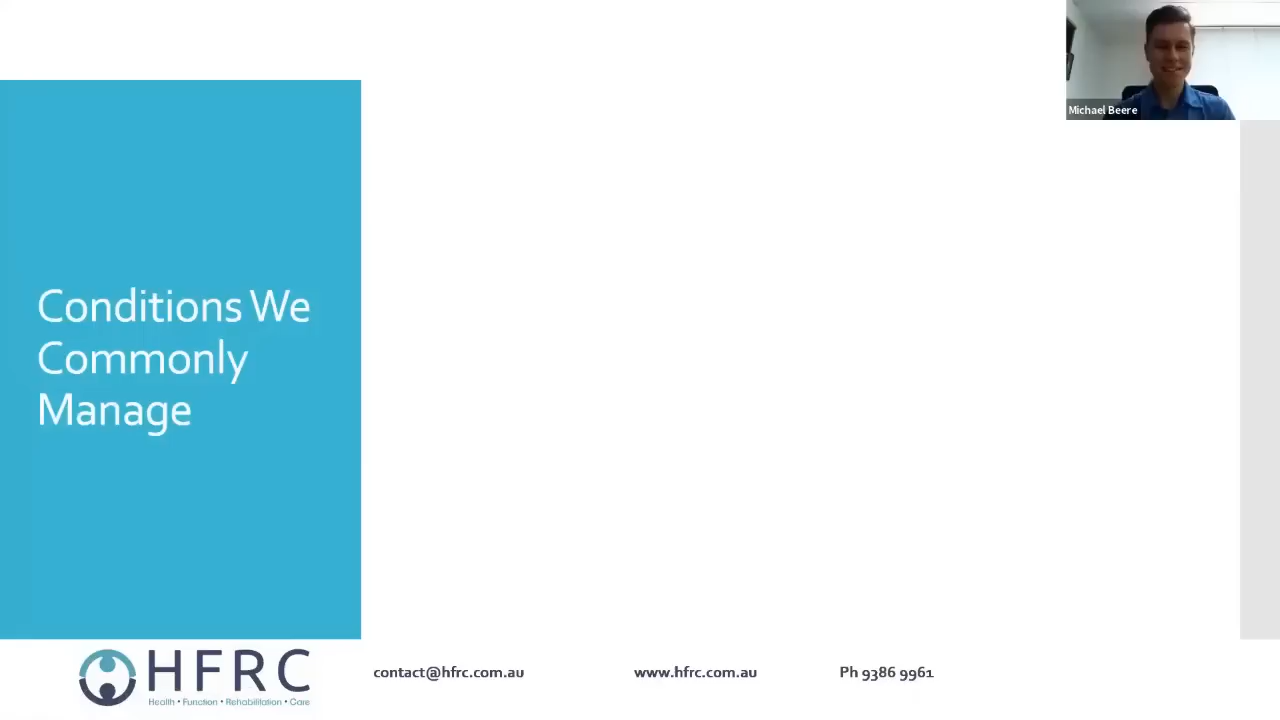 Michael Beere
Conditions We
Commonly
Manage
HFRC
Health • Function • Rehabilitation • Care
contact@hfrc.com.au
www.hfrc.com.au
Ph 9386 9961